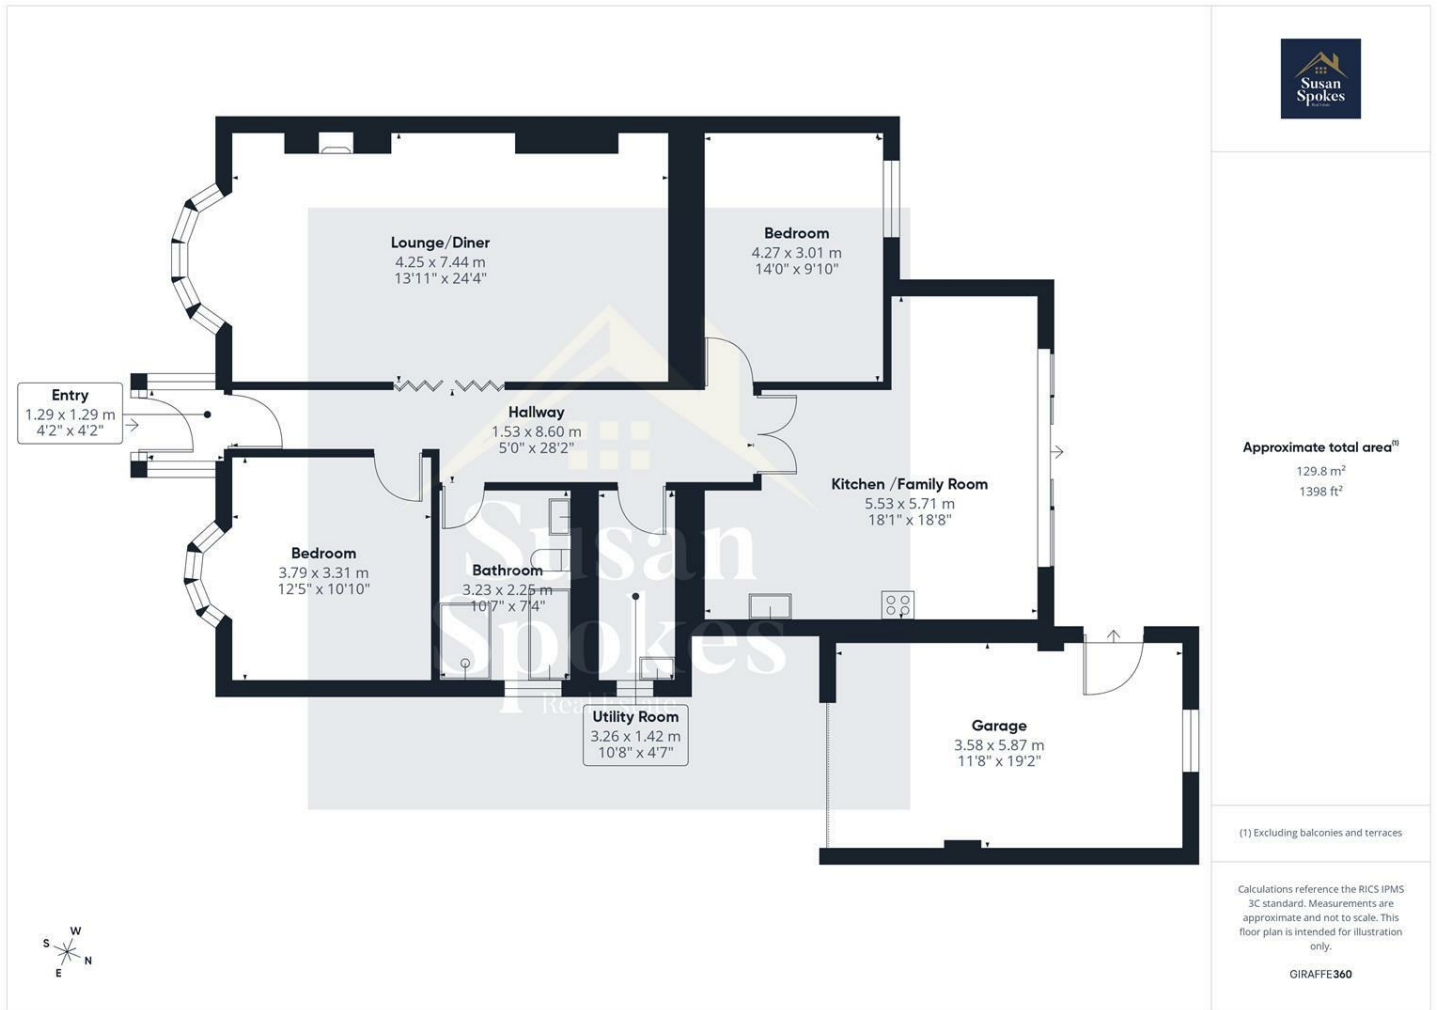 Susan
Spokes
Real Estate
Lounge/Diner
4.25 x 7.44 m
13'11" x 24'4"
Bedroom
4.27 x 3.01 m
14'0" x 9'10"
Entry
1.29 x 1.29 m
4'2" x 4'2"
Hallway
1.53 x 8.60 m
5'0" x 28'2"
Kitchen /Family Room
5.53 x 5.71 m
18'1" x 18'8"
Bedroom
3.79 x 3.31 m
12'5" x 10'10"
Bathroom
3.23 x 2.25 m
10'7" x 7'4"
Susan
Spokes
Real Estate
Utility Room
3.26 x 1.42 m
10'8" x 4'7"
Garage
3.58 x 5.87 m
11'8" x 19'2"
W
S
N
E
Approximate total area(1)
129.8 m²
1398 ft²
(1) Excluding balconies and terraces
Calculations reference the RICS IPMS
3C standard. Measurements are
approximate and not to scale. This
floor plan is intended for illustration
only.
GIRAFFE360